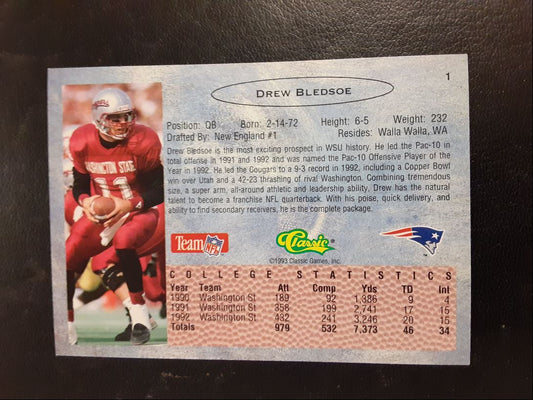 1
DREW BLEDSOE
Position: QB Born: 2-14-72 Height: 6-5 Weight: 232
Drafted By: New England #1 Resides: Walla Walla, WA
Drew Bledsoe is the most exciting prospect in WSU history. He led the Pac-10 in
total offense in 1991 and 1992 and was named the Pac-10 Offensive Player of the
Year in 1992. He led the Cougars to a 9-3 record in 1992, including a Copper Bowl
win over Utah and a 42-23 thrashing of rival Washington. Combining tremendous
size, a super arm, all-around athletic and leadership ability, Drew has the natural
talent to become a franchise NFL quarterback. With his poise, quick delivery, and
ability to find secondary receivers, he is the complete package.
WASHINGTON STATE
11
Team NFL
Classic
©1993 Classic Games, Inc.
COLLEGE STATISTICS
Year Team Att Comp Yds TD Int
1990 Washington St 189 92 1,386 9 4
1991 Washington St 358 199 2,741 17 15
1992 Washington St 432 241 3,246 20 15
Totals 979 532 7,373 46 34